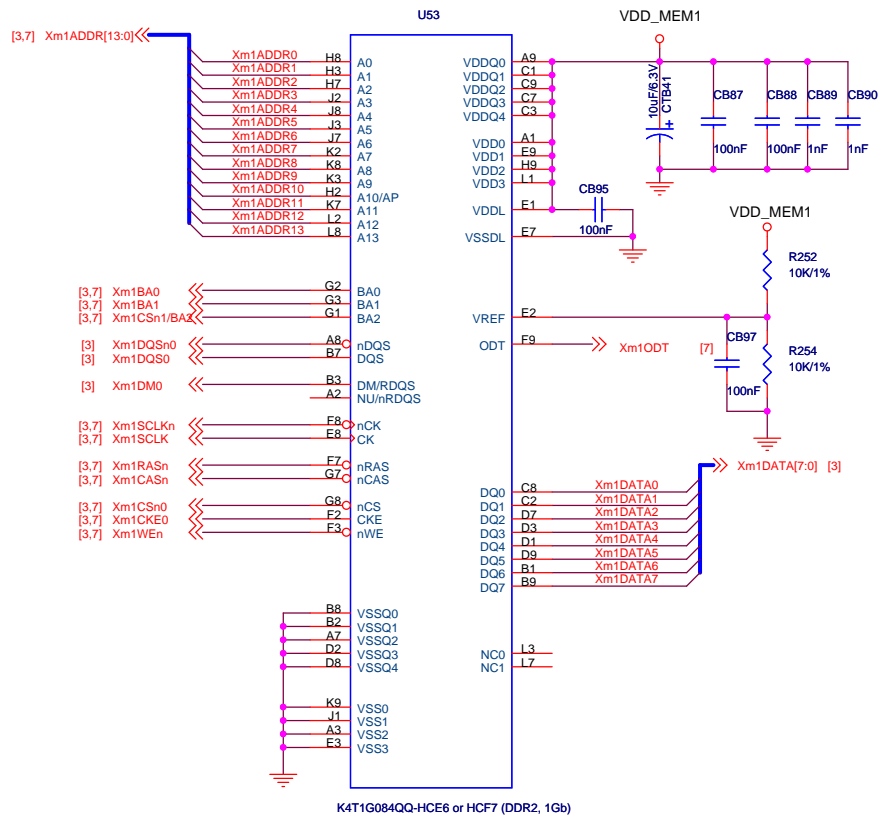 U53
VDD_MEM1
[3,7] Xm1ADDR[13:0]
Xm1ADDR0 H8 A0
Xm1ADDR1 H3 A1
Xm1ADDR2 H7 A2
Xm1ADDR3 J2 A3
Xm1ADDR4 J8 A4
Xm1ADDR5 J3 A5
Xm1ADDR6 J7 A6
Xm1ADDR7 K2 A7
Xm1ADDR8 K8 A8
Xm1ADDR9 K3 A9
Xm1ADDR10 H2 A10/AP
Xm1ADDR11 K7 A11
Xm1ADDR12 L2 A12
Xm1ADDR13 L8 A13
VDDQ0 A9
VDDQ1 C1
VDDQ2 C9
VDDQ3 C7
VDDQ4 C3
VDD0 A1
VDD1 E9
VDD2 H9
VDD3 L1
VDDL E1
VSSDL E7
10uF/6.3V
CTB41
+
CB87
100nF
CB88
100nF
CB89
1nF
CB90
1nF
CB95
100nF
VDD_MEM1
R252
10K/1%
[3,7] Xm1BA0 G2 BA0
[3,7] Xm1BA1 G3 BA1
[3,7] Xm1CSn1/BA2 G1 BA2
VREF E2
ODT F9 Xm1ODT [7]
CB97
100nF
R254
10K/1%
[3] Xm1DQSn0 A8 nDQS
[3] Xm1DQS0 B7 DQS
[3] Xm1DM0 B3 DM/RDQS
A2 NU/nRDQS
[3,7] Xm1SCLKn F8 nCK
[3,7] Xm1SCLK E8 CK
[3,7] Xm1RASn F7 nRAS
[3,7] Xm1CASn G7 nCAS
[3,7] Xm1CSn0 G8 nCS
[3,7] Xm1CKE0 F2 CKE
[3,7] Xm1WEn F3 nWE
Xm1DATA[7:0] [3]
DQ0 C8 Xm1DATA0
DQ1 C2 Xm1DATA1
DQ2 D7 Xm1DATA2
DQ3 D3 Xm1DATA3
DQ4 D1 Xm1DATA4
DQ5 D9 Xm1DATA5
DQ6 B1 Xm1DATA6
DQ7 B9 Xm1DATA7
B8 VSSQ0
B2 VSSQ1
A7 VSSQ2
D2 VSSQ3
D8 VSSQ4
NC0 L3
NC1 L7
K9 VSS0
J1 VSS1
A3 VSS2
E3 VSS3
K4T1G084QQ-HCE6 or HCF7 (DDR2, 1Gb)